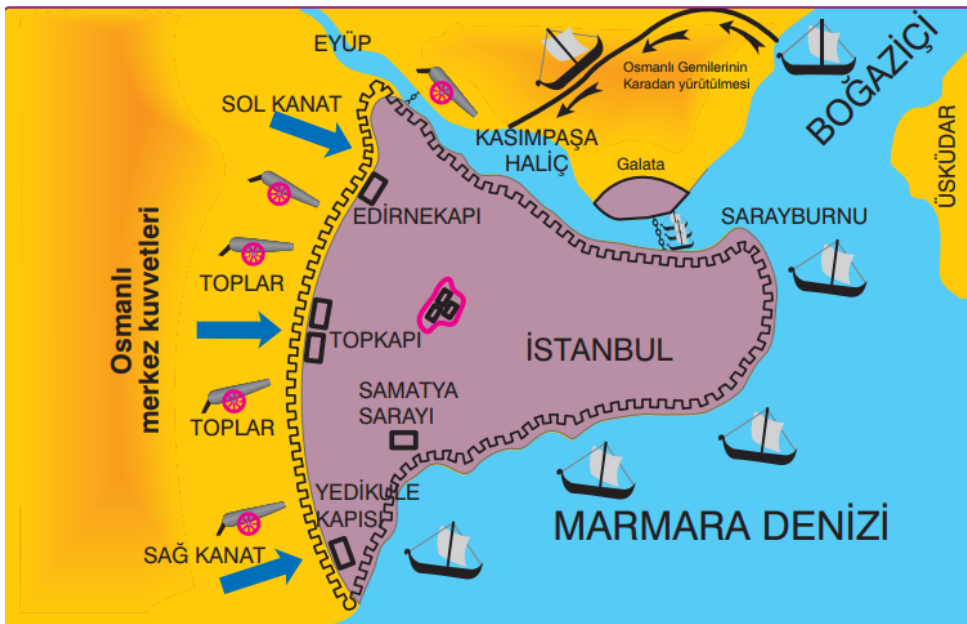 EYÜP
Osmanlı Gemilerinin
Karadan yürütülmesi
BOĞAZİÇİ
SOL KANAT
KASIMPAŞA
HALİÇ
Galata
ÜSKÜDAR
EDİRNEKAPI
SARAYBURNU
Osmanlı
merkez kuvvetleri
TOPLAR
TOPKAPI
İSTANBUL
SAMATYA
SARAYI
TOPLAR
YEDİKULE
KAPISI
MARMARA DENİZİ
SAĞ KANAT